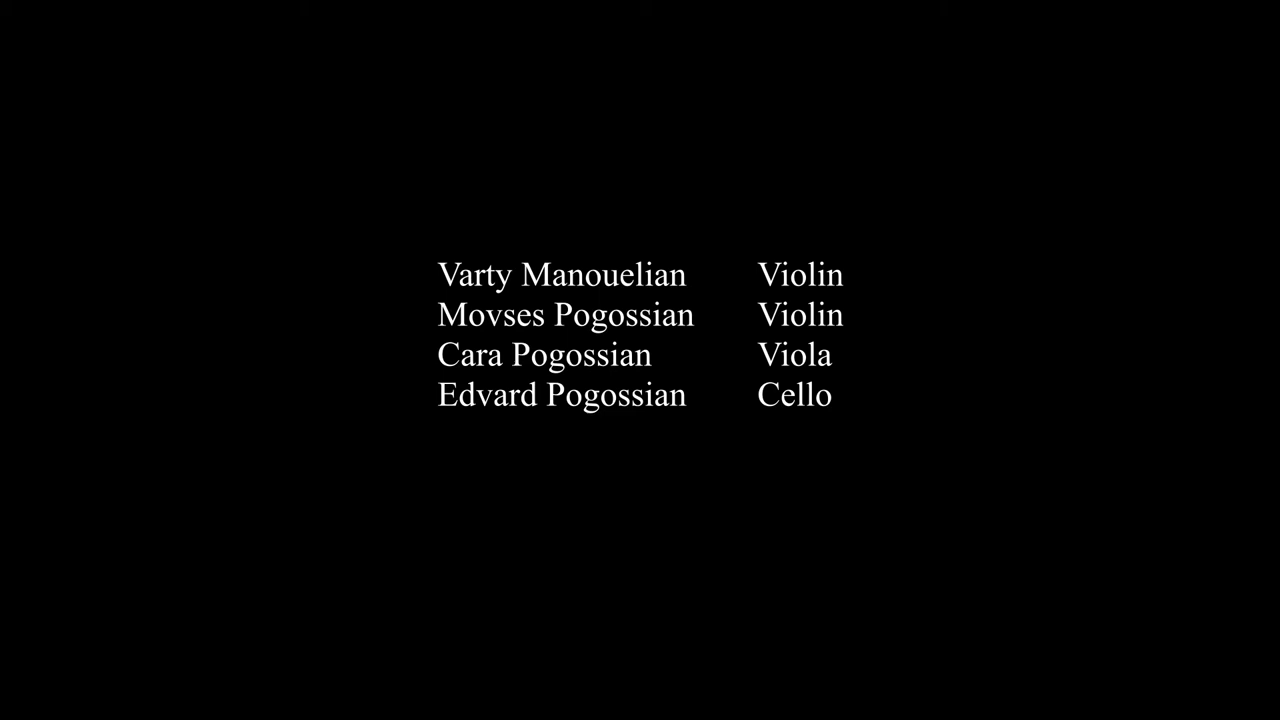 Varty Manouelian Violin
Movses Pogossian Violin
Cara Pogossian Viola
Edvard Pogossian Cello